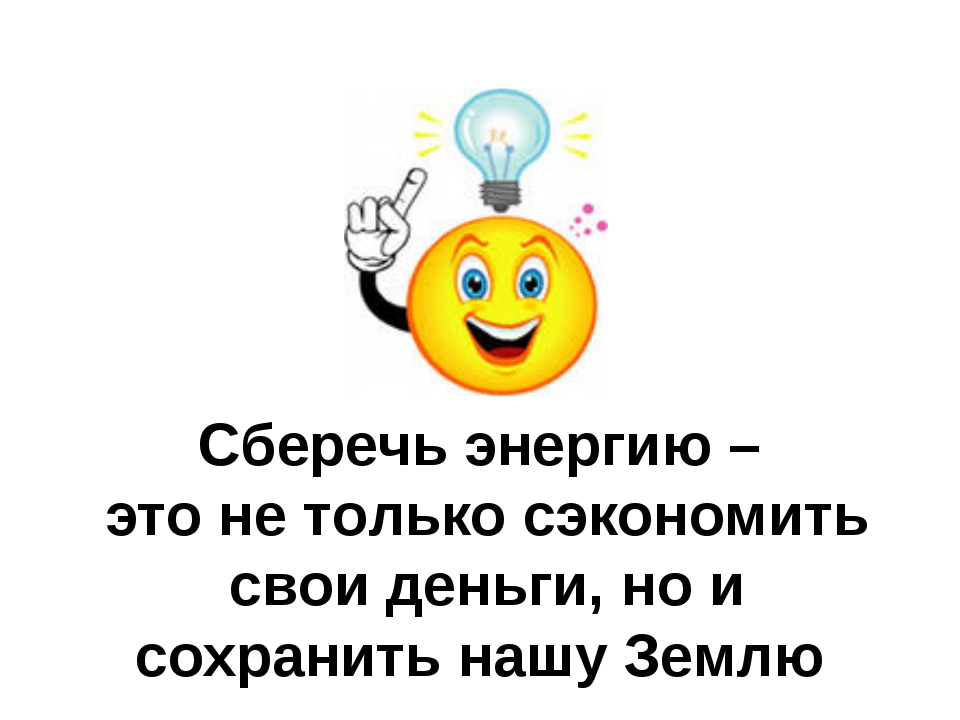 Сберечь энергию –
это не только сэкономить
свои деньги, но и
сохранить нашу Землю